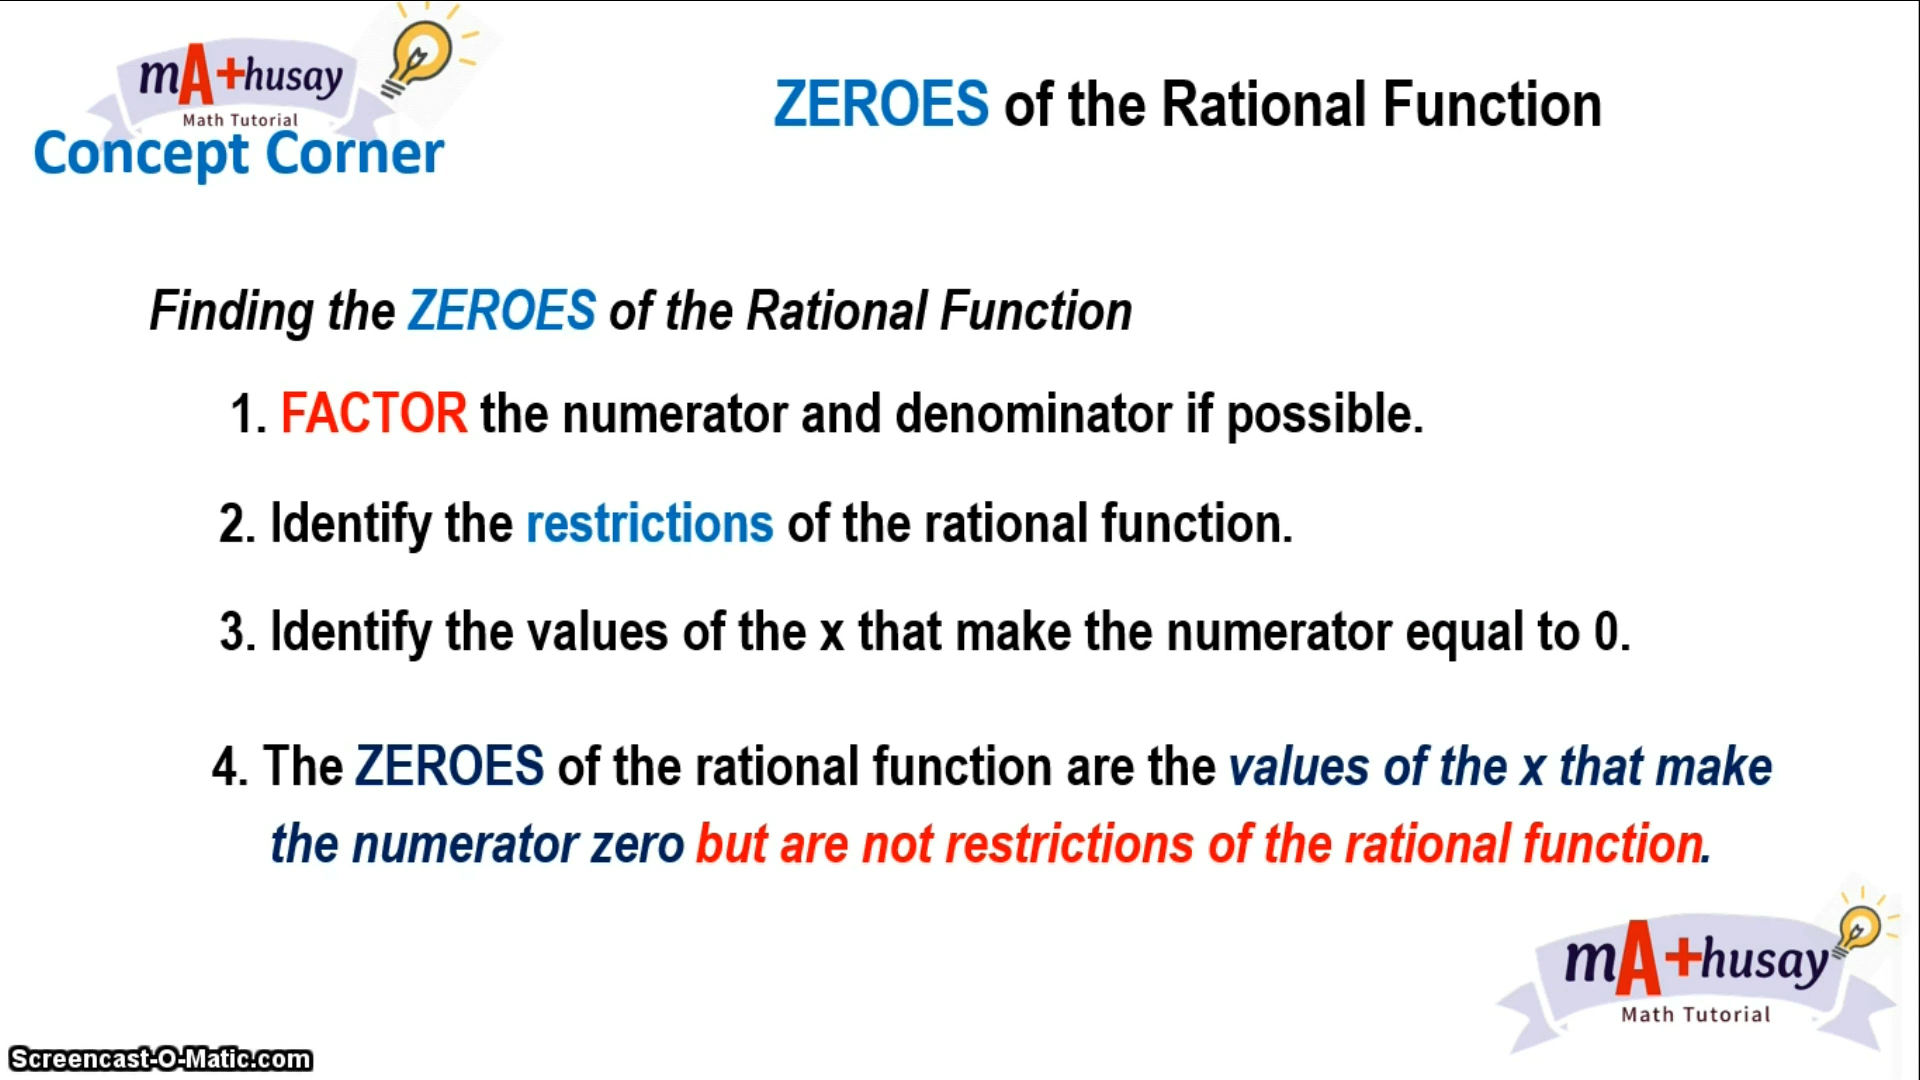 mA+husay
Math Tutorial
Concept Corner
ZEROES of the Rational Function
Finding the ZEROES of the Rational Function
1. FACTOR the numerator and denominator if possible.
2. Identify the restrictions of the rational function.
3. Identify the values of the x that make the numerator equal to 0.
4. The ZEROES of the rational function are the values of the x that make
the numerator zero but are not restrictions of the rational function.
mA+husay
Math Tutorial
Screencast-O-Matic.com